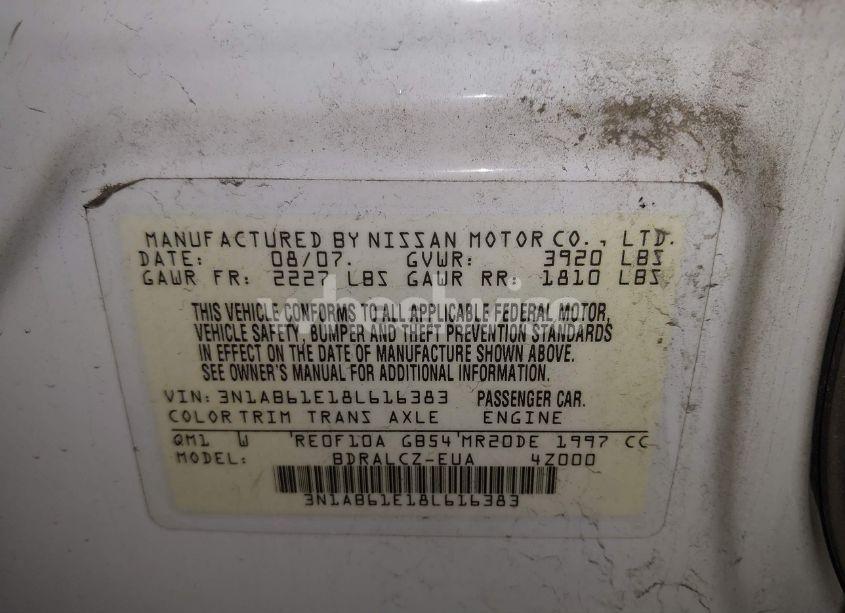 MANUFACTURED BY NISSAN MOTOR CO., LTD.
DATE: 08/07. GVWR: 3920 LBS
GAWR FR: 2227 LBS GAWR RR: 1810 LBS
THIS VEHICLE CONFORMS TO ALL APPLICABLE FEDERAL MOTOR,
VEHICLE SAFETY, BUMPER AND THEFT PREVENTION STANDARDS
IN EFFECT ON THE DATE OF MANUFACTURE SHOWN ABOVE.
SEE OWNER'S MANUAL FOR ADDITIONAL INFORMATION.
VIN: 3N1AB61E18L616383 PASSENGER CAR.
COLOR TRIM TRANS AXLE ENGINE
QM1 W RE0F10A GB54 MR20DE 1997 CC
MODEL: BDRALCZ-EUA 4Z000
3N1AB61E18L616383